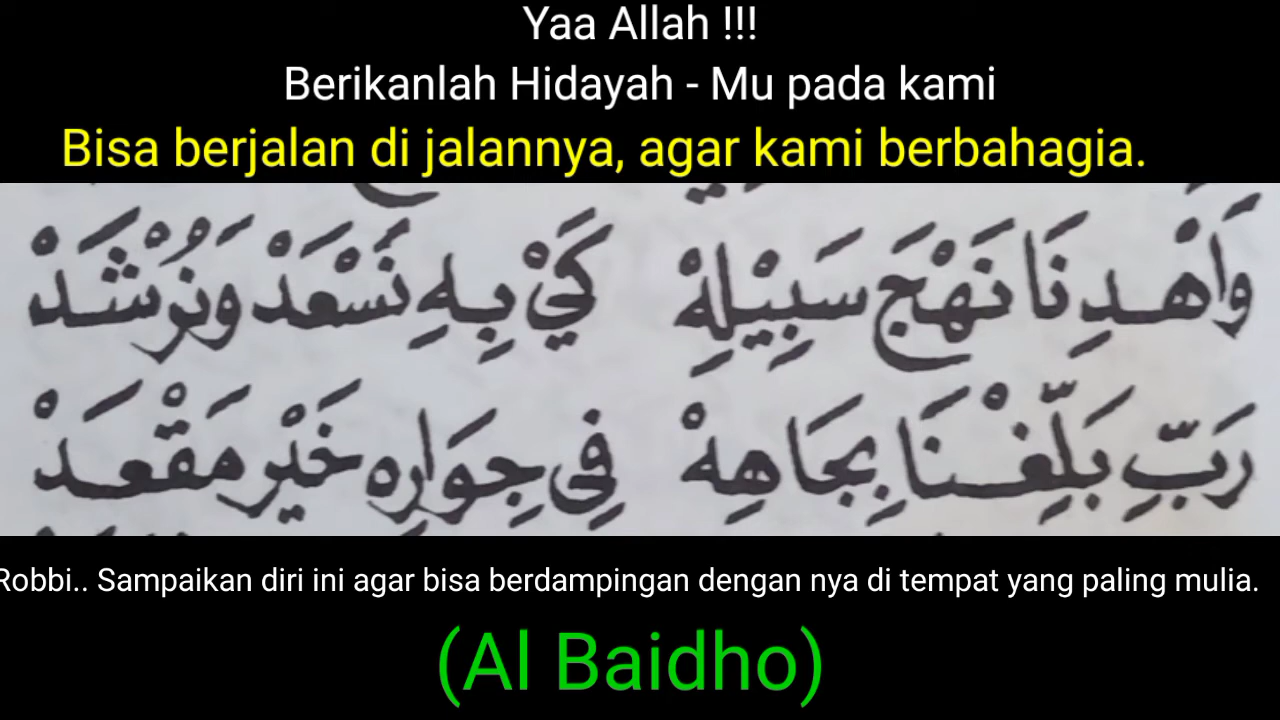 Yaa Allah !!!
Berikanlah Hidayah - Mu pada kami
Bisa berjalan di jalannya, agar kami berbahagia.
وَاهْدِنَا نَهْجَ سَبِيْلِهْ كَيْ بِهِ نَسْعَدْ وَنُرْشَدْ
رَبِّ بَلِّغْنَا بِجَاهِهْ فِي جِوَارِهِ خَيْرَ مَقْعَدْ
Robbi.. Sampaikan diri ini agar bisa berdampingan dengan nya di tempat yang paling mulia.
(Al Baidho)